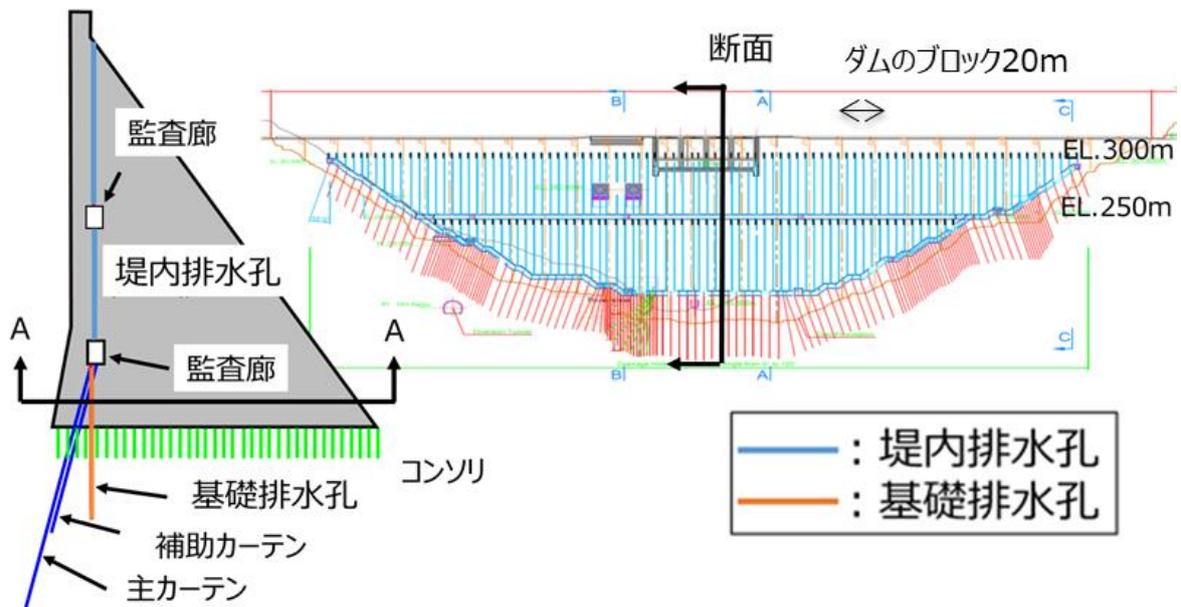 断面
ダムのブロック20m
B
A
C
監査廊
EL.300m
EL.250m
堤内排水孔
A
A
監査廊
C
B
A
コンソリ
基礎排水孔
補助カーテン
主カーテン
：堤内排水孔
：基礎排水孔